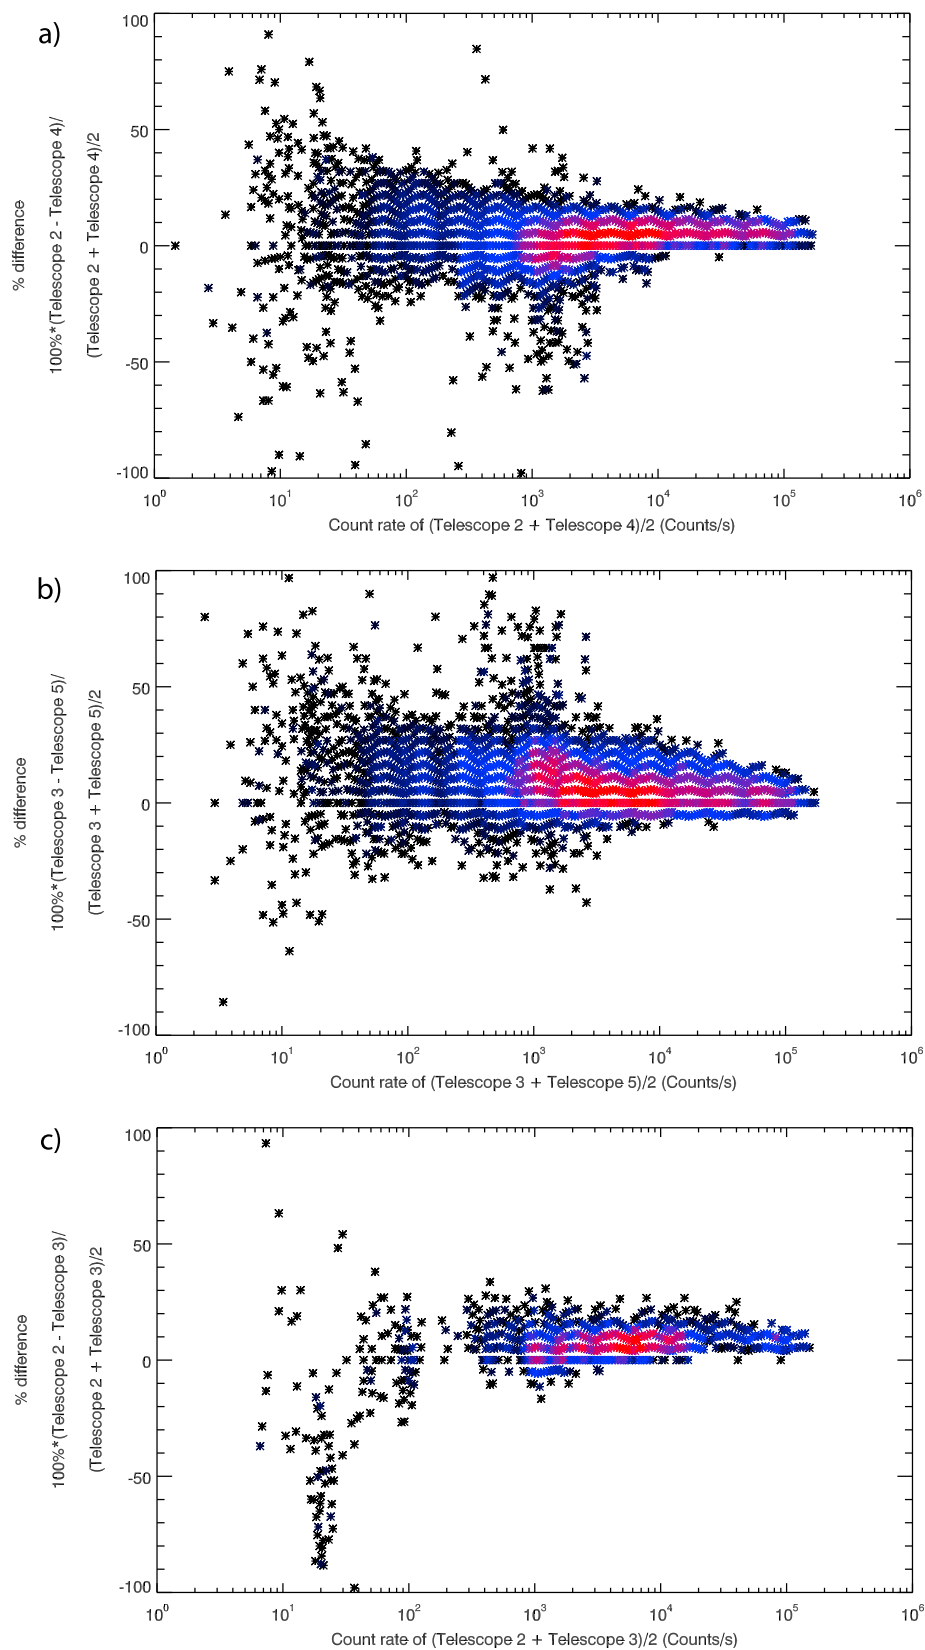 a)
100
50
0
-50
-100
% difference
100%*(Telescope 2 - Telescope 4)/
(Telescope 2 + Telescope 4)/2
10^0 10^1 10^2 10^3 10^4 10^5 10^6
Count rate of (Telescope 2 + Telescope 4)/2 (Counts/s)
b)
100
50
0
-50
-100
% difference
100%*(Telescope 3 - Telescope 5)/
(Telescope 3 + Telescope 5)/2
10^0 10^1 10^2 10^3 10^4 10^5 10^6
Count rate of (Telescope 3 + Telescope 5)/2 (Counts/s)
c)
100
50
0
-50
-100
% difference
100%*(Telescope 2 - Telescope 3)/
(Telescope 2 + Telescope 3)/2
10^0 10^1 10^2 10^3 10^4 10^5 10^6
Count rate of (Telescope 2 + Telescope 3)/2 (Counts/s)